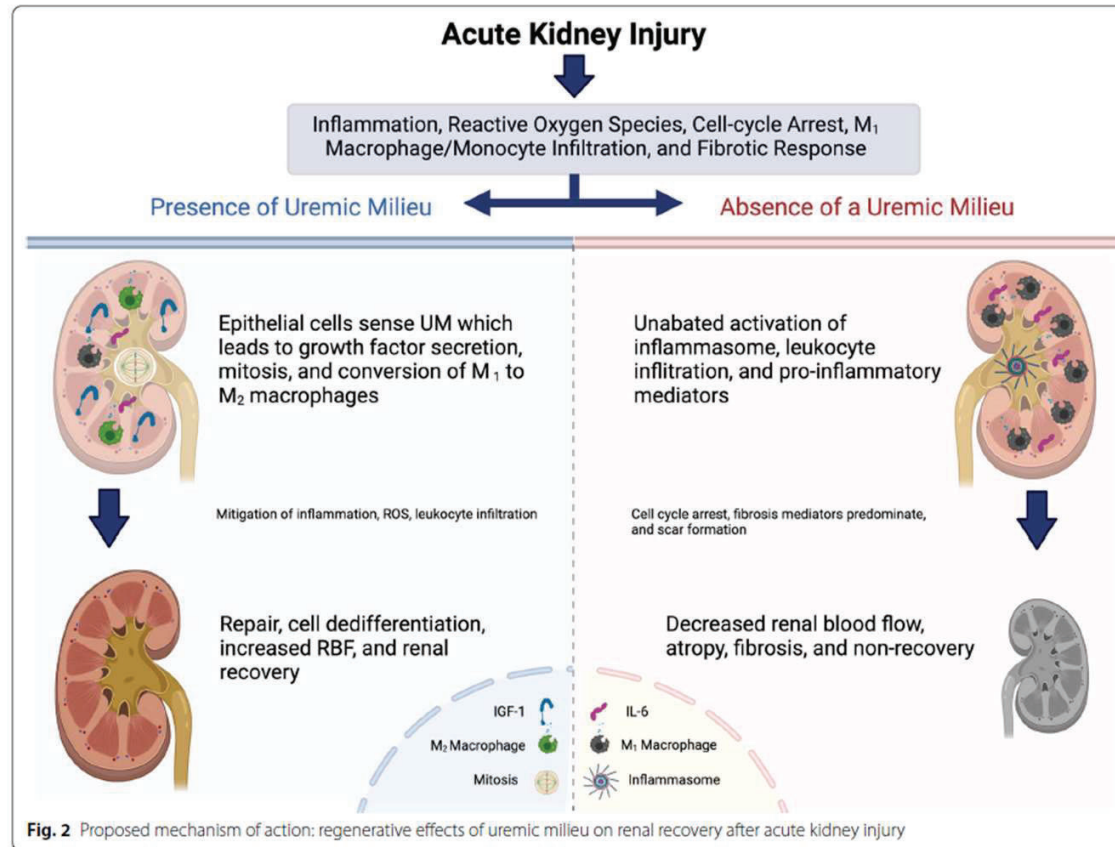 Acute Kidney Injury
Inflammation, Reactive Oxygen Species, Cell-cycle Arrest, M₁
Macrophage/Monocyte Infiltration, and Fibrotic Response
Presence of Uremic Milieu
Absence of a Uremic Milieu
Epithelial cells sense UM which
leads to growth factor secretion,
mitosis, and conversion of M₁ to
M₂ macrophages
Unabated activation of
inflammasome, leukocyte
inflitration, and pro-inflammatory
mediators
Mitigation of inflammation, ROS, leukocyte infiltration
Cell cycle arrest, fibrosis mediators predominate,
and scar formation
Repair, cell dedifferentiation,
increased RBF, and renal
recovery
Decreased renal blood flow,
atropy, fibrosis, and non-recovery
IGF-1
M₂ Macrophage
Mitosis
IL-6
M₁ Macrophage
Inflammasome
Fig. 2 Proposed mechanism of action: regenerative effects of uremic milieu on renal recovery after acute kidney injury